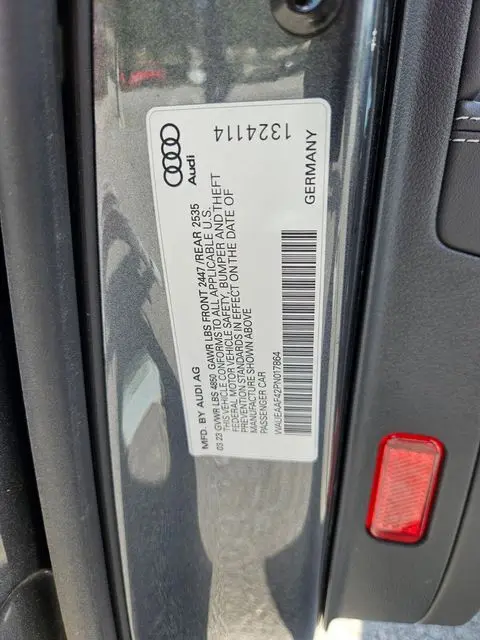 Audi
1324114
MFD. BY AUDI AG
GERMANY
03 23 GVWR LBS 4850 GAWR LBS FRONT 2447 / REAR 2535
THIS VEHICLE CONFORMS TO ALL APPLICABLE U.S.
FEDERAL MOTOR VEHICLE SAFETY, BUMPER AND THEFT
PREVENTION STANDARDS IN EFFECT ON THE DATE OF
MANUFACTURE SHOWN ABOVE
PASSENGER CAR
WAUEAAF42PN017864